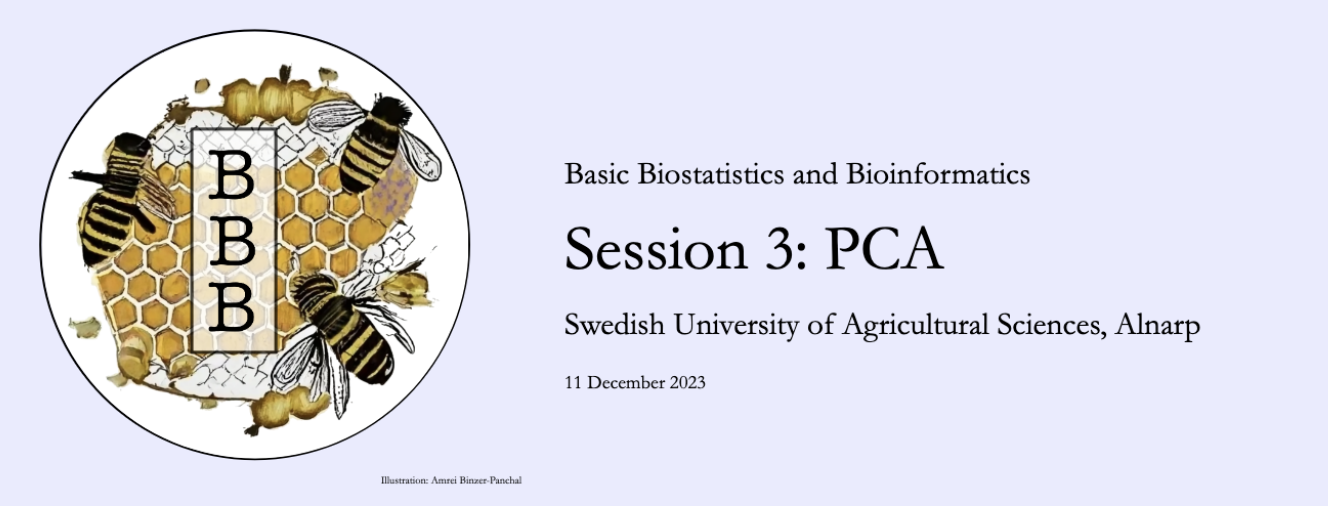 B
B
B
Basic Biostatistics and Bioinformatics
Session 3: PCA
Swedish University of Agricultural Sciences, Alnarp
11 December 2023
Illustration: Amrei Binzer-Panchal